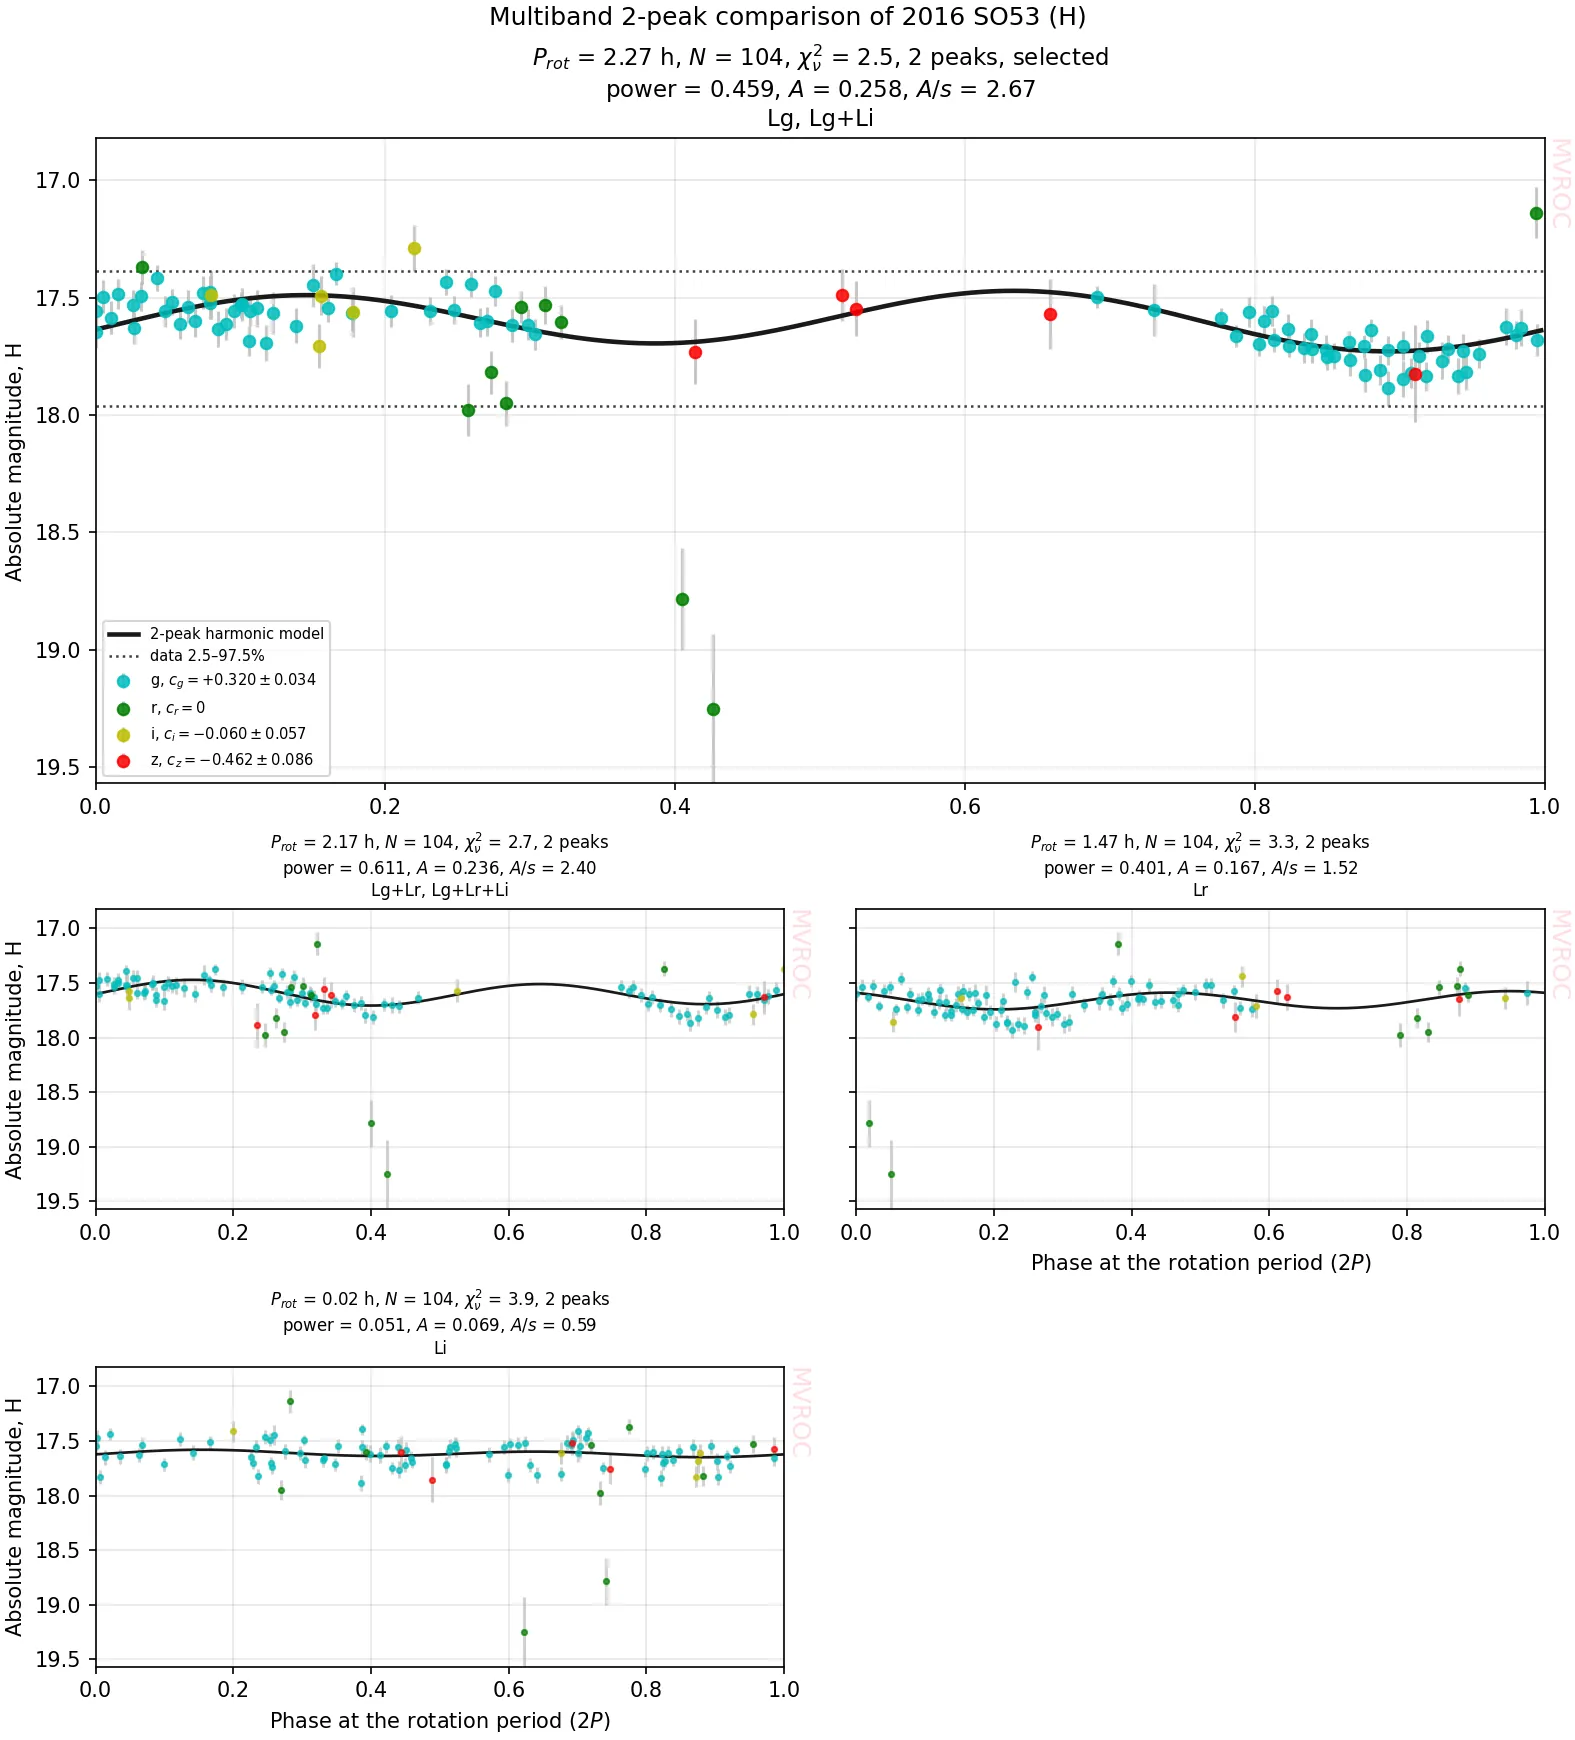 Multiband 2-peak comparison of 2016 SO53 (H)
P_rot = 2.27 h, N = 104, χ²_ν = 2.5, 2 peaks, selected
power = 0.459, A = 0.258, A/s = 2.67
Lg, Lg+Li
MVROC
Absolute magnitude, H
17.0
17.5
18.0
18.5
19.0
19.5
2-peak harmonic model
data 2.5–97.5%
g, c_g = +0.320 ± 0.034
r, c_r = 0
i, c_i = −0.060 ± 0.057
z, c_z = −0.462 ± 0.086
0.0 0.2 0.4 0.6 0.8 1.0
P_rot = 2.17 h, N = 104, χ²_ν = 2.7, 2 peaks
power = 0.611, A = 0.236, A/s = 2.40
Lg+Lr, Lg+Lr+Li
MVROC
Absolute magnitude, H
17.0
17.5
18.0
18.5
19.0
19.5
0.0 0.2 0.4 0.6 0.8 1.0
P_rot = 1.47 h, N = 104, χ²_ν = 3.3, 2 peaks
power = 0.401, A = 0.167, A/s = 1.52
Lr
MVROC
0.0 0.2 0.4 0.6 0.8 1.0
Phase at the rotation period (2P)
P_rot = 0.02 h, N = 104, χ²_ν = 3.9, 2 peaks
power = 0.051, A = 0.069, A/s = 0.59
Li
MVROC
Absolute magnitude, H
17.0
17.5
18.0
18.5
19.0
19.5
0.0 0.2 0.4 0.6 0.8 1.0
Phase at the rotation period (2P)